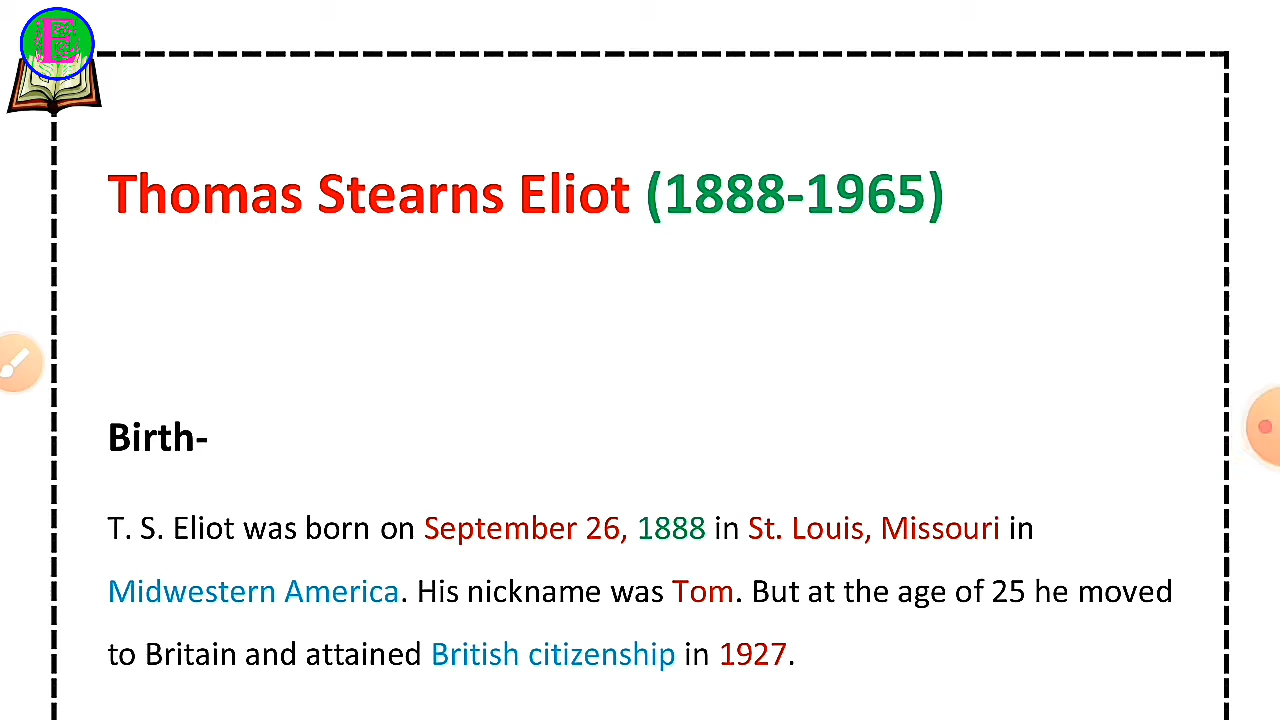 E
Thomas Stearns Eliot (1888-1965)
Birth-
T. S. Eliot was born on September 26, 1888 in St. Louis, Missouri in
Midwestern America. His nickname was Tom. But at the age of 25 he moved
to Britain and attained British citizenship in 1927.